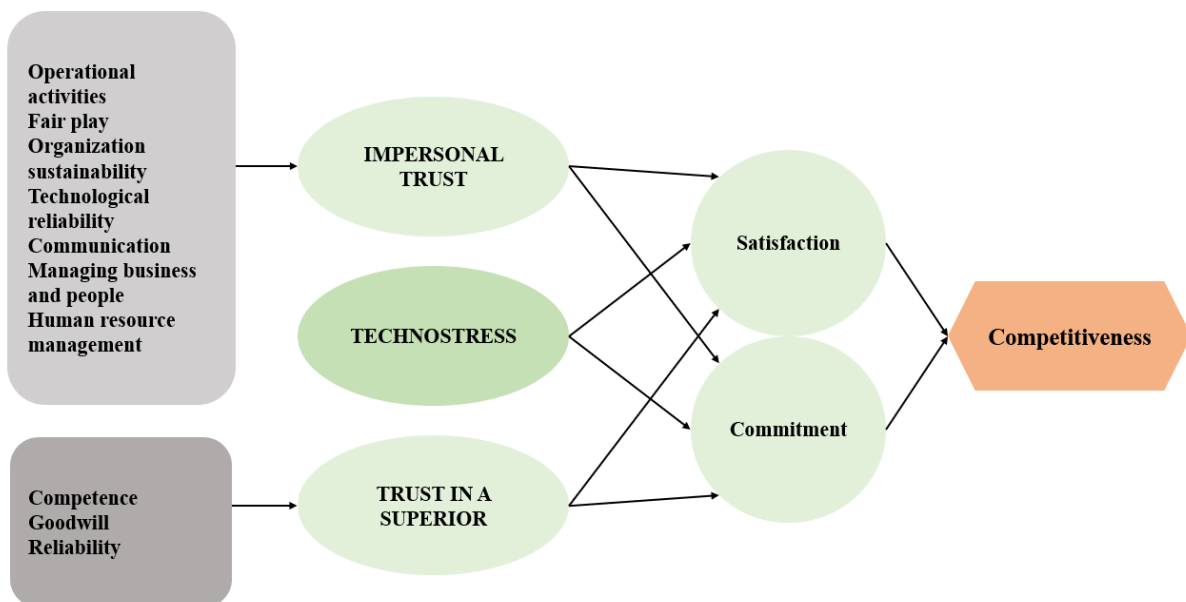 Operational
activities
Fair play
Organization
sustainability
Technological
reliability
Communication
Managing business
and people
Human resource
management
IMPERSONAL
TRUST
TECHNOSTRESS
Competence
Goodwill
Reliability
TRUST IN A
SUPERIOR
Satisfaction
Commitment
Competitiveness